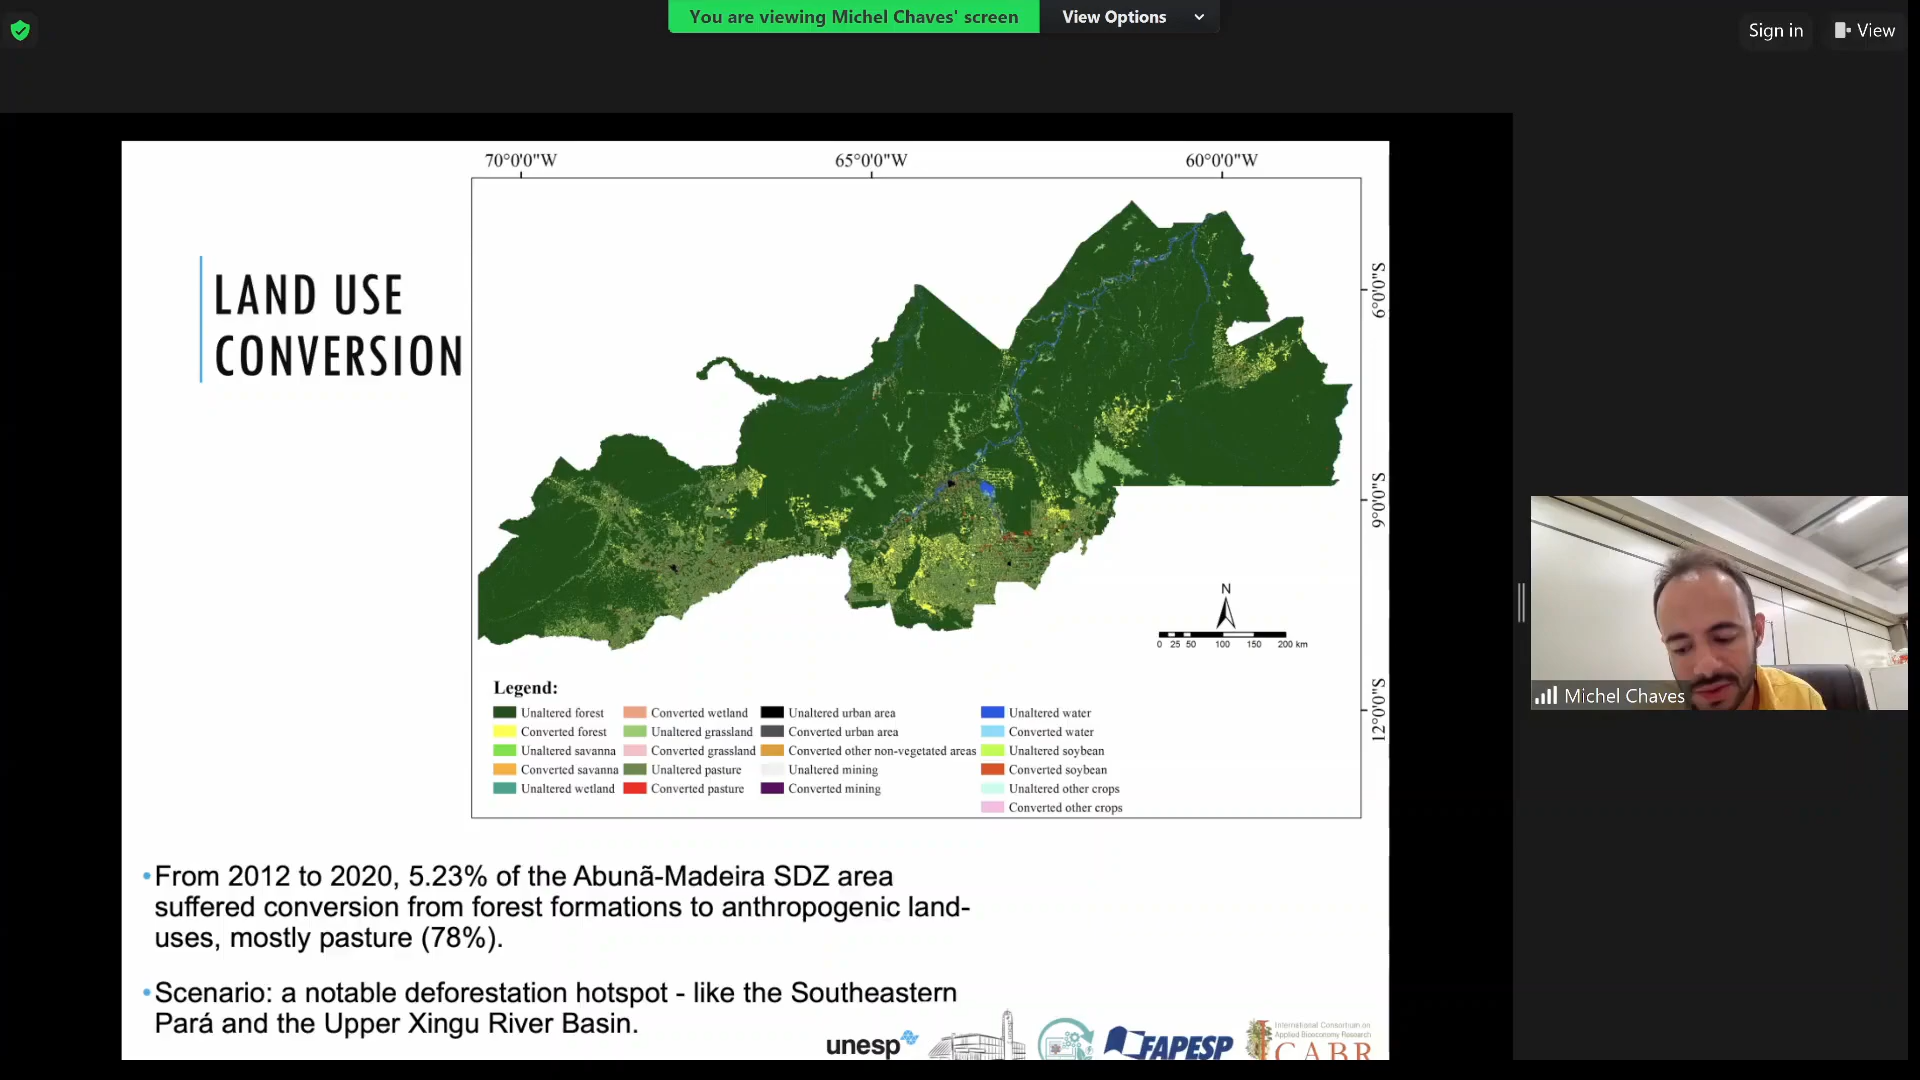 You are viewing Michel Chaves' screen
View Options
Sign in
View
70°0'0"W
65°0'0"W
60°0'0"W
LAND USE
CONVERSION
6°0'0"S
9°0'0"S
12°0'0"S
N
0 25 50 100 150 200 km
Legend:
Unaltered forest
Converted forest
Unaltered savanna
Converted savanna
Unaltered wetland
Converted wetland
Unaltered grassland
Converted grassland
Unaltered pasture
Converted pasture
Unaltered urban area
Converted urban area
Converted other non-vegetated areas
Unaltered mining
Converted mining
Unaltered water
Converted water
Unaltered soybean
Converted soybean
Unaltered other crops
Converted other crops
Michel Chaves
•From 2012 to 2020, 5.23% of the Abunã-Madeira SDZ area
suffered conversion from forest formations to anthropogenic land-
uses, mostly pasture (78%).
•Scenario: a notable deforestation hotspot - like the Southeastern
Pará and the Upper Xingu River Basin.
unesp
FAPESP
International Consortium on
Applied Bioeconomy Research
ICABR